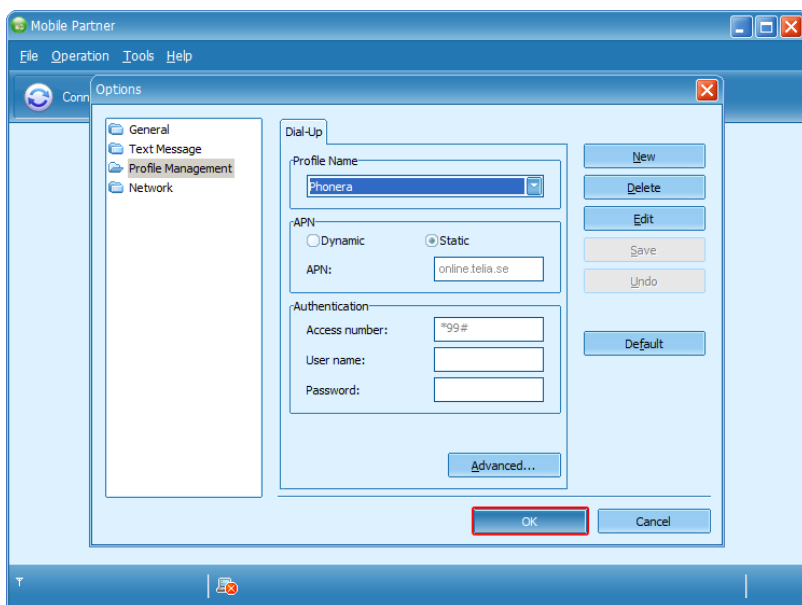 Mobile Partner
File Operation Tools Help
Options
General
Text Message
Profile Management
Network
Dial-Up
Profile Name
Phonera
APN
Dynamic Static
APN: online.telia.se
Authentication
Access number: *99#
User name:
Password:
Advanced...
New
Delete
Edit
Save
Undo
Default
OK Cancel